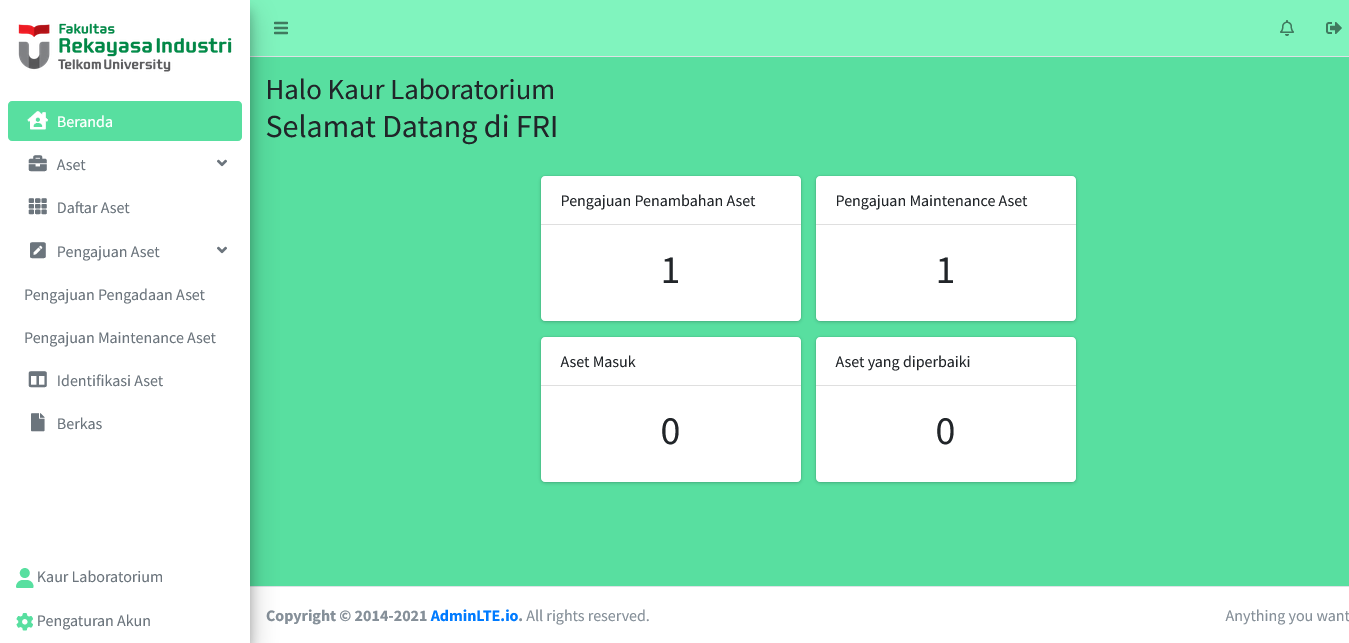 Fakultas
Rekayasa Industri
Telkom University
Beranda
Aset
Daftar Aset
Pengajuan Aset
Pengajuan Pengadaan Aset
Pengajuan Maintenance Aset
Identifikasi Aset
Berkas
Kaur Laboratorium
Pengaturan Akun
Halo Kaur Laboratorium
Selamat Datang di FRI
Pengajuan Penambahan Aset
1
Pengajuan Maintenance Aset
1
Aset Masuk
0
Aset yang diperbaiki
0
Copyright © 2014-2021 AdminLTE.io. All rights reserved.
Anything you want